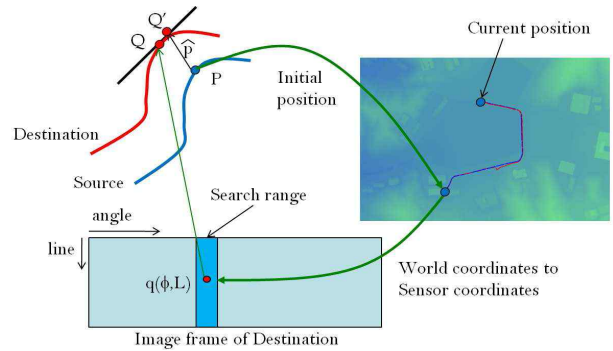 Q'
Q
p̂
P
Current position
Initial
position
Destination
Source
Search range
angle
line
q(ϕ,L)
World coordinates to
Sensor coordinates
Image frame of Destination